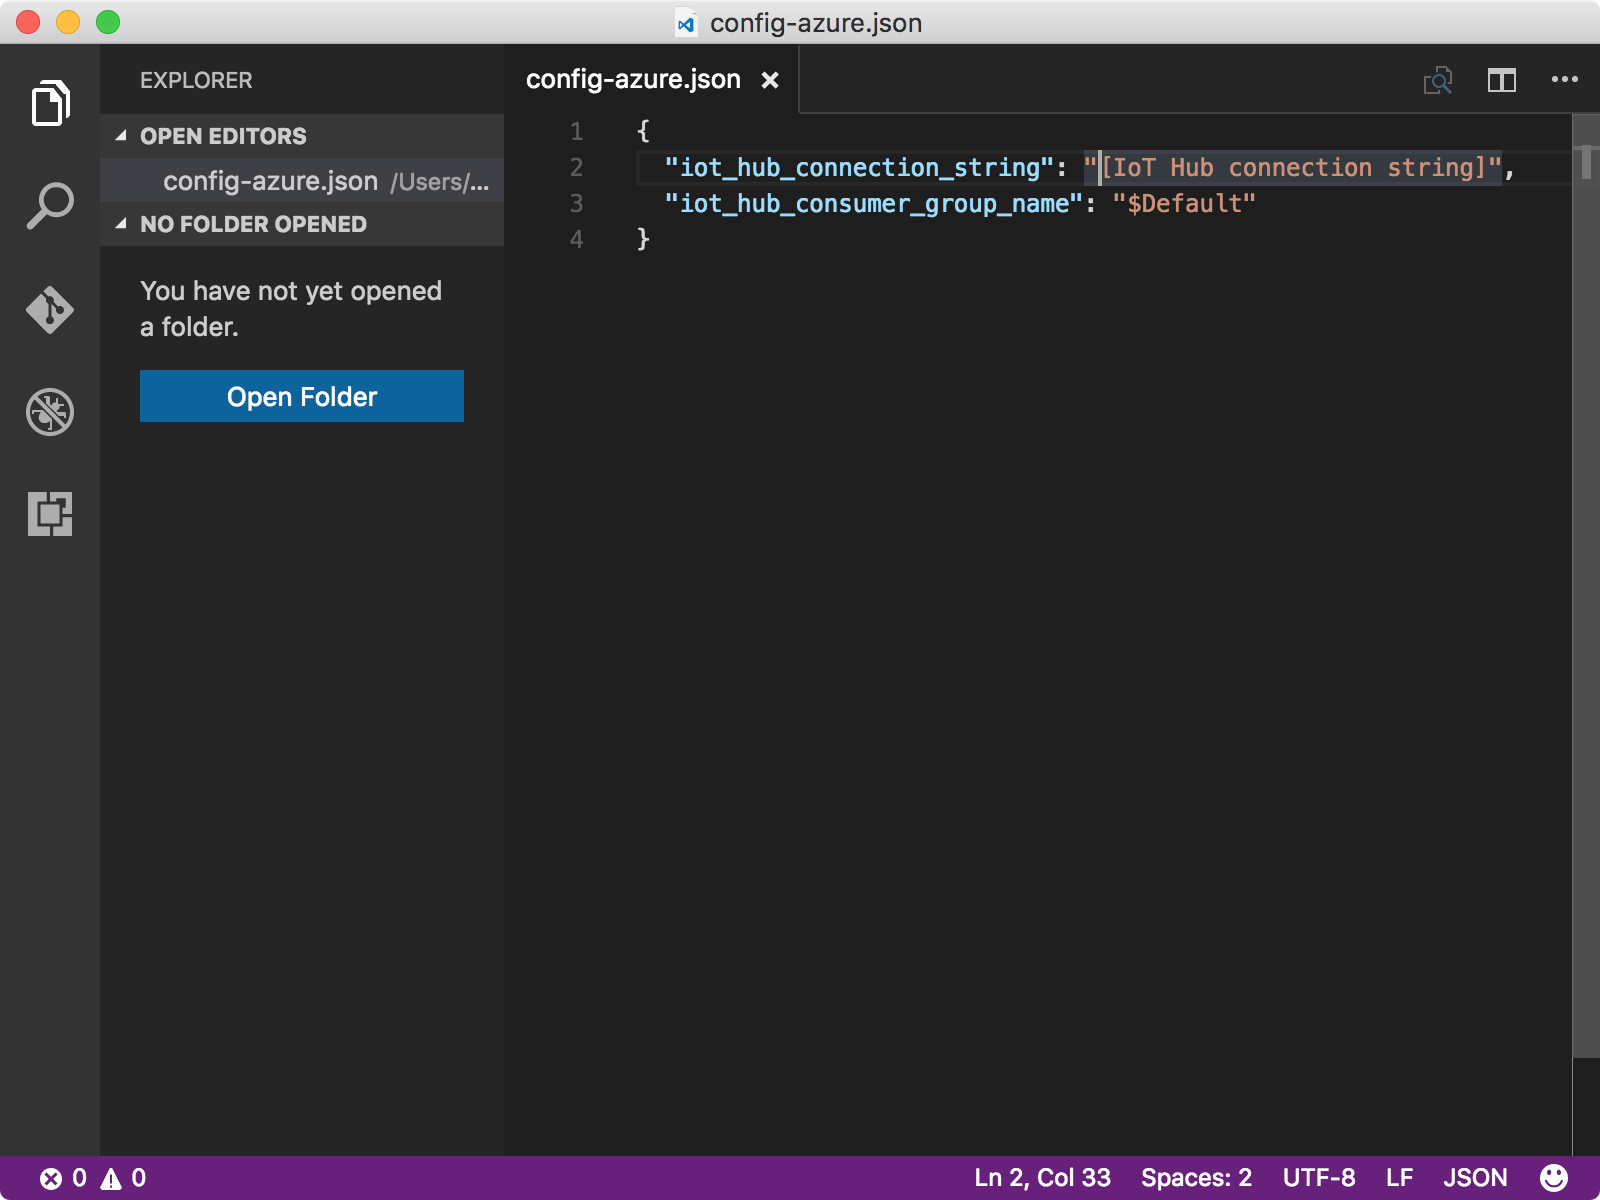 config-azure.json
EXPLORER
OPEN EDITORS
config-azure.json /Users/...
NO FOLDER OPENED
You have not yet opened
a folder.
Open Folder
config-azure.json
1 {
2 "iot_hub_connection_string": "[IoT Hub connection string]",
3 "iot_hub_consumer_group_name": "$Default"
4 }
0 0
Ln 2, Col 33 Spaces: 2 UTF-8 LF JSON